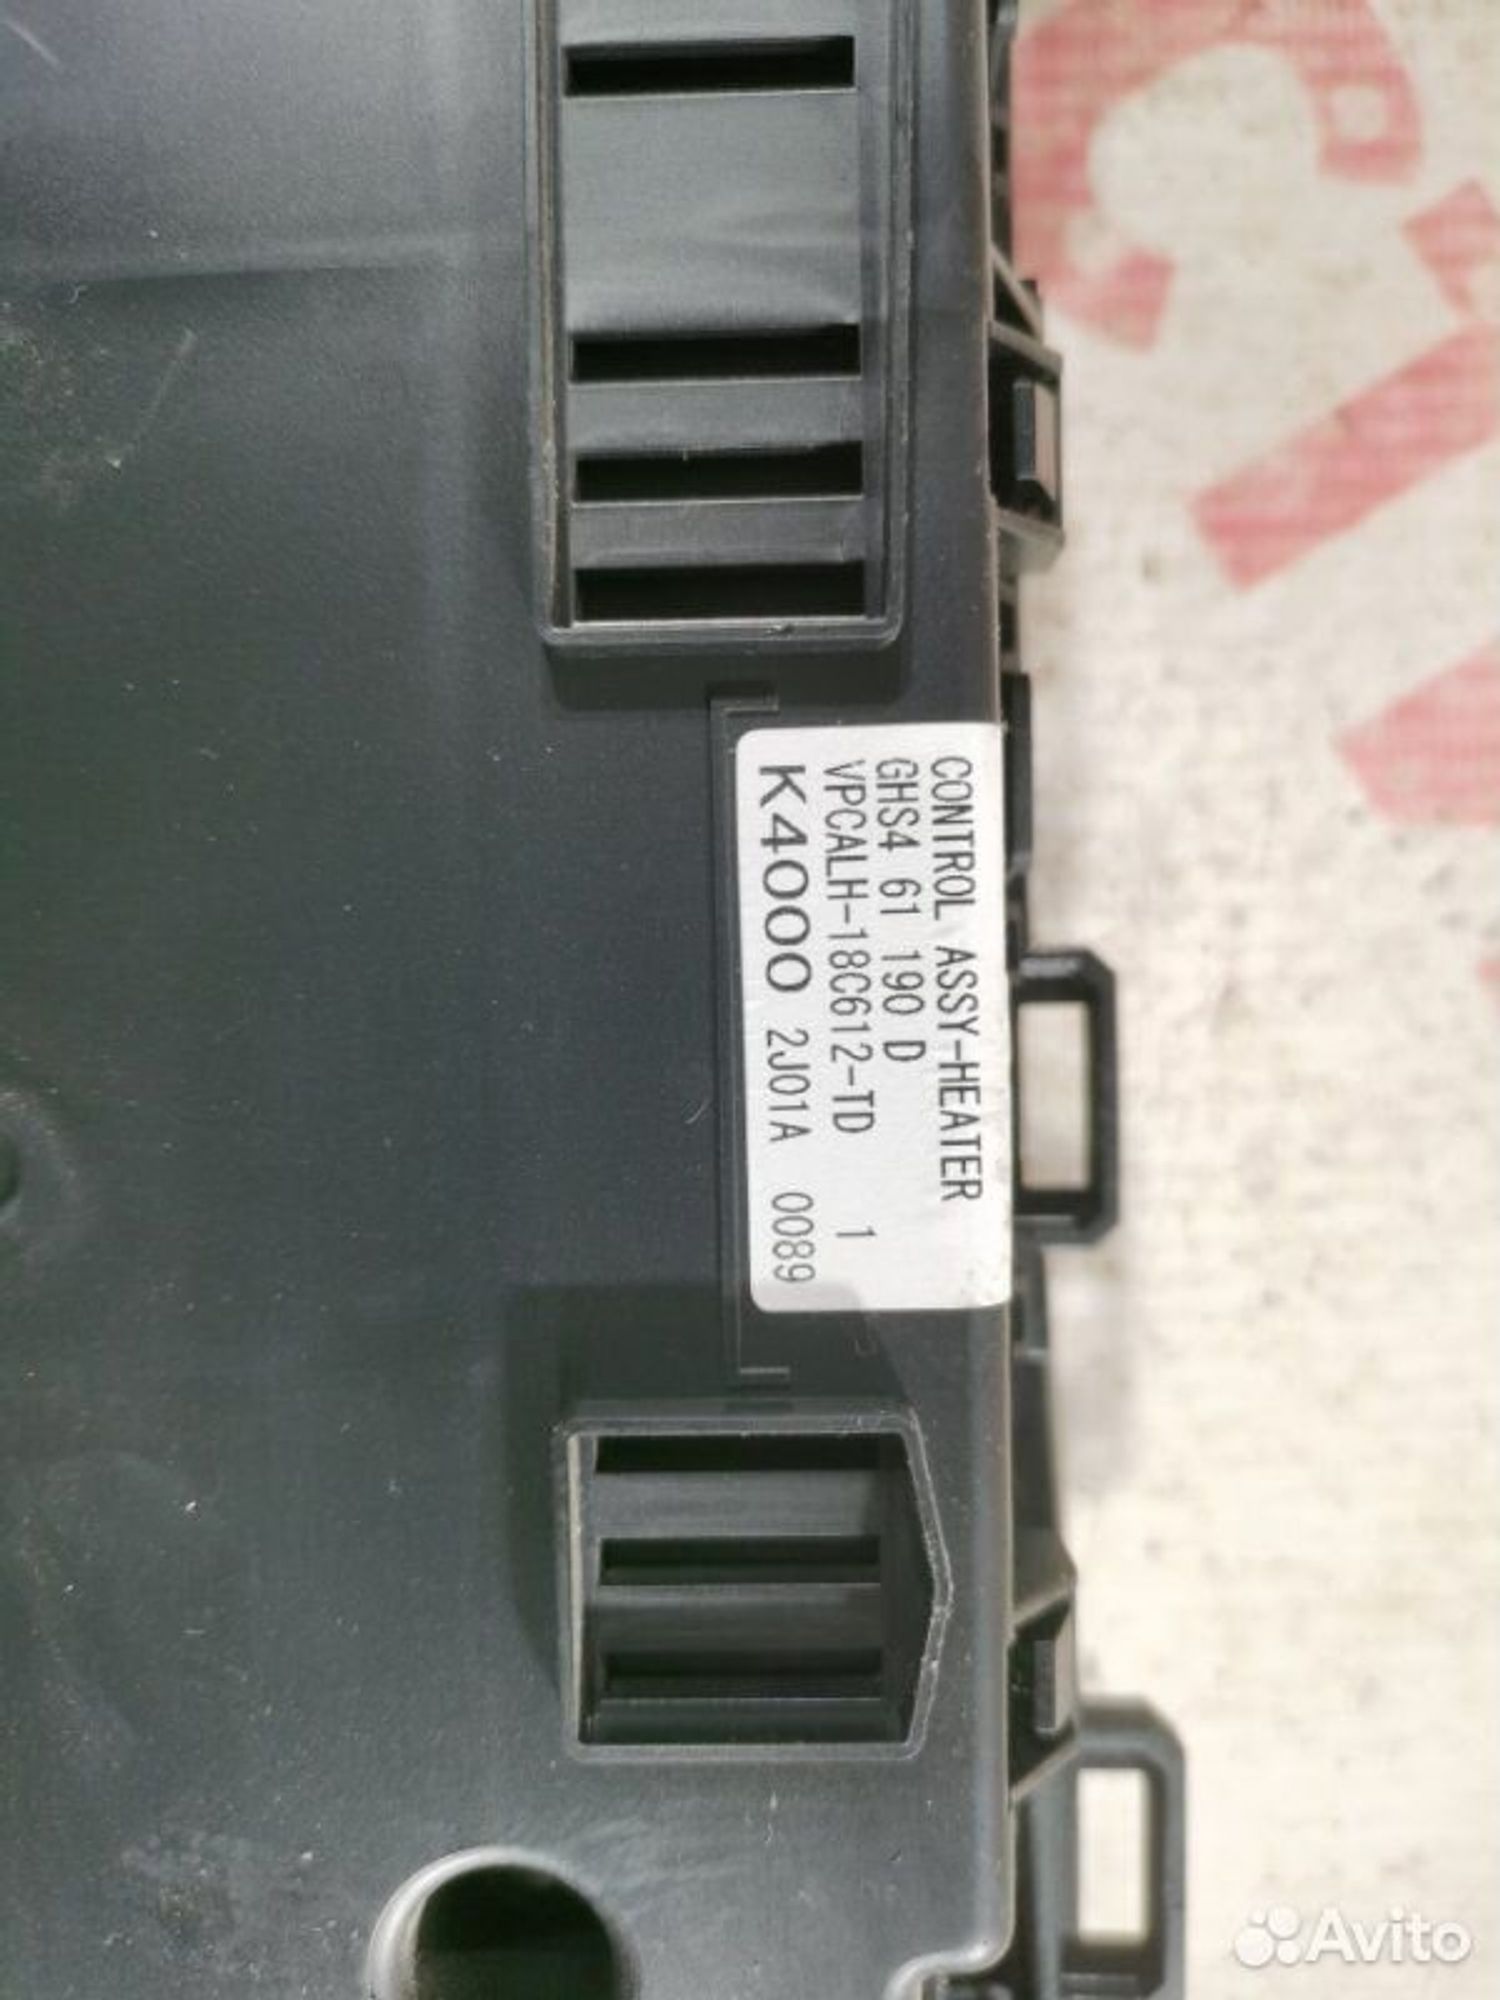 CONTROL ASSY-HEATER
GHS4 61 190 D
VPCALH-18C612-TD 1
K4000 2J01A 0089
Avito